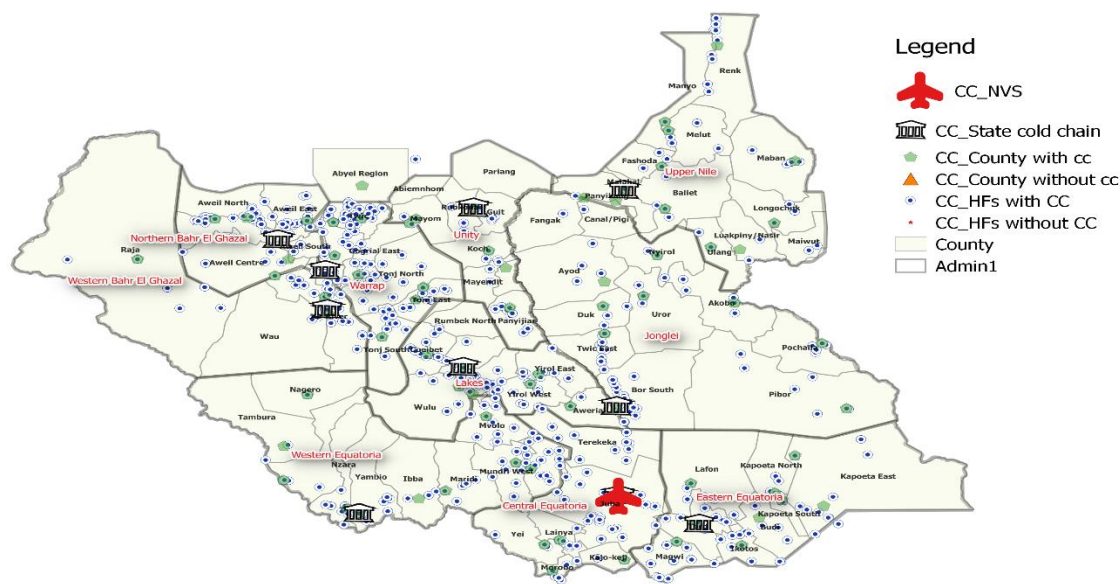 Legend
CC_NVS
CC_State cold chain
CC_County with cc
CC_County without cc
CC_HFs with CC
CC_HFs without CC
County
Admin1
Renk
Manyo
Melut
Maban
Fashoda
Upper Nile
Malakal
Baliet
Panyikang
Longochuk
Abyei Region
Abiemnhom
Pariang
Guit
Mayom
Unity
Fangak
Canal/Pigi
Luakpiny/Nasir
Ulang
Maiwut
Aweil North
Aweil East
Northern Bahr El Ghazal
Aweil South
Aweil Centre
Raja
Western Bahr El Ghazal
Gogrial East
Warrap
Tonj North
Tonj East
Koch
Mayendit
Nyirol
Ayod
Akobo
Duk
Uror
Rumbek North
Panyijiar
Wau
Tonj South
Jonglei
Twic East
Pochalla
Lakes
Yirol East
Yirol West
Pibor
Bor South
Awerial
Nagero
Wulu
Tambura
Mvolo
Terekeka
Western Equatoria
Nzara
Yambio
Ibba
Maridi
Mundri West
Lafon
Kapoeta North
Kapoeta East
Central Equatoria
Juba
Eastern Equatoria
Kapoeta South
Budi
Yei
Lainya
Magwi
Ikotos
Morobo
Kajo-keji